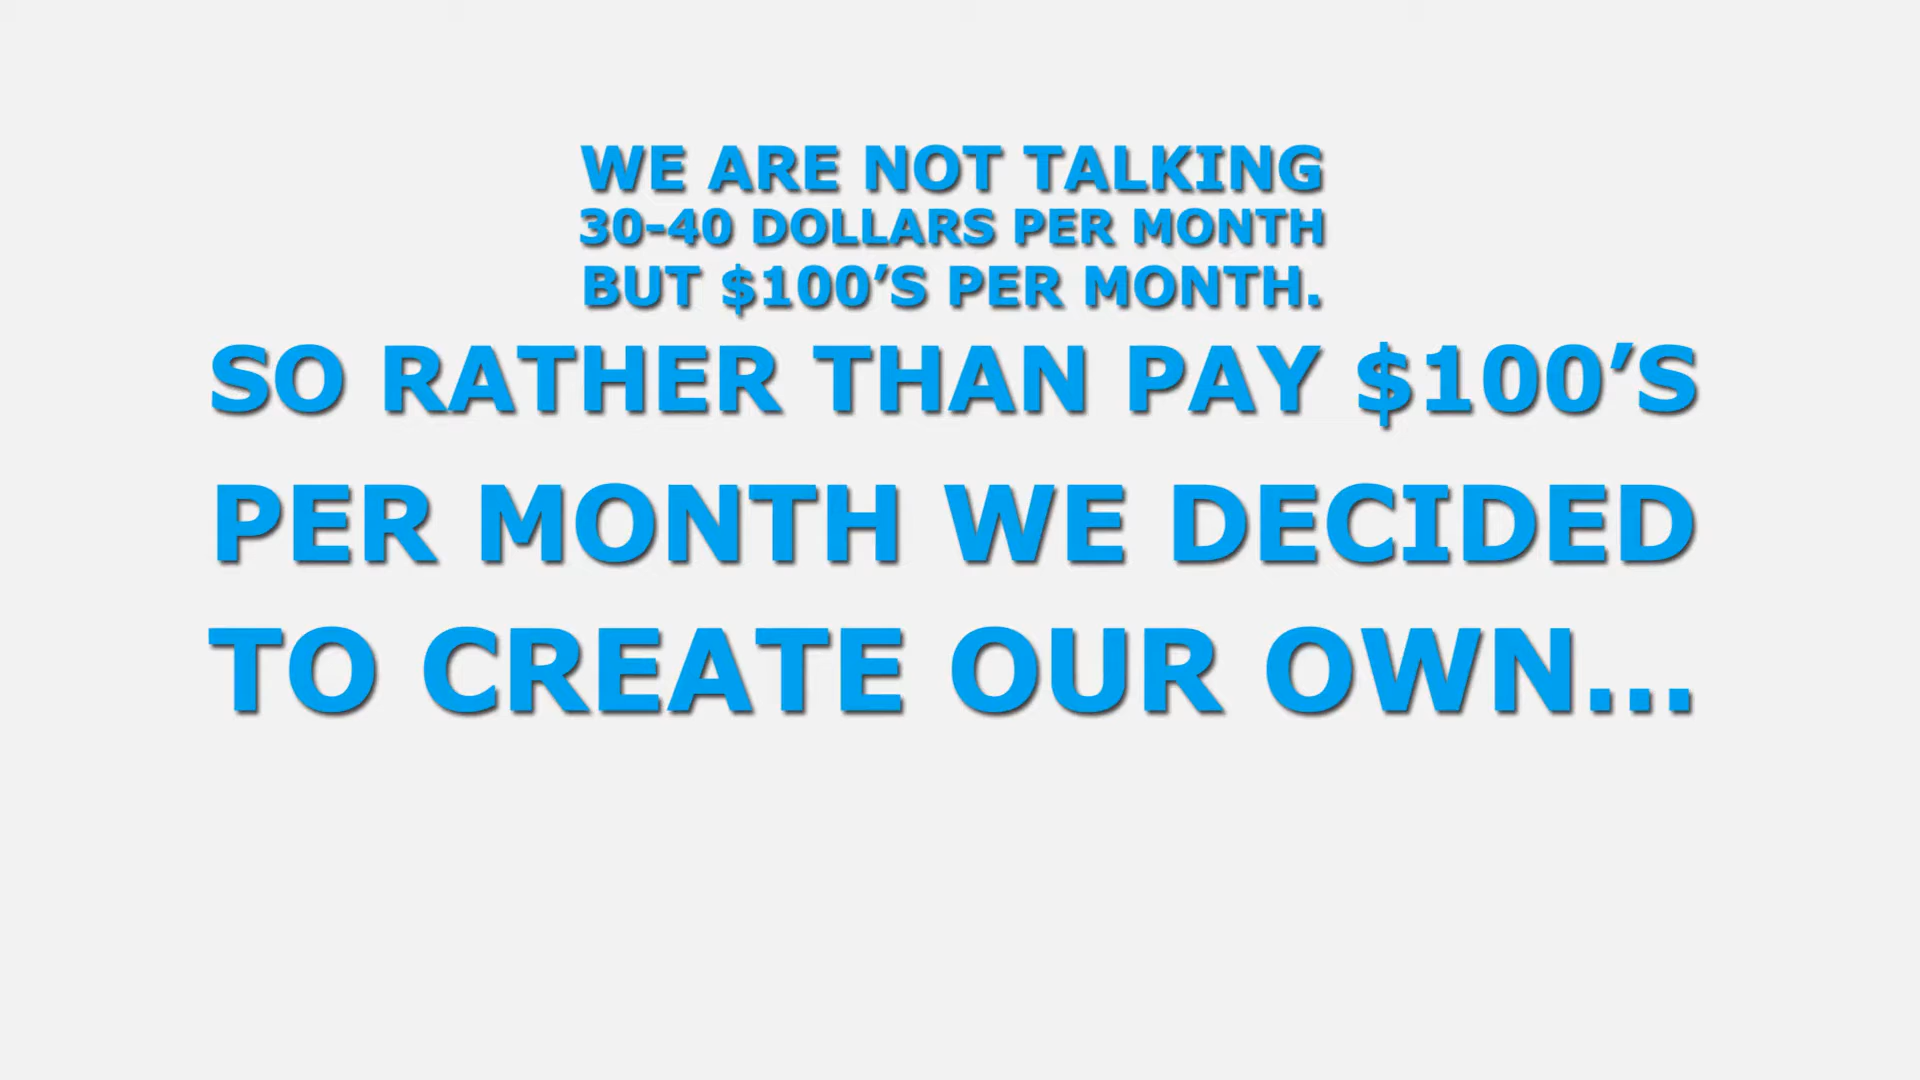 WE ARE NOT TALKING
30-40 DOLLARS PER MONTH
BUT $100’S PER MONTH.
SO RATHER THAN PAY $100’S
PER MONTH WE DECIDED
TO CREATE OUR OWN...